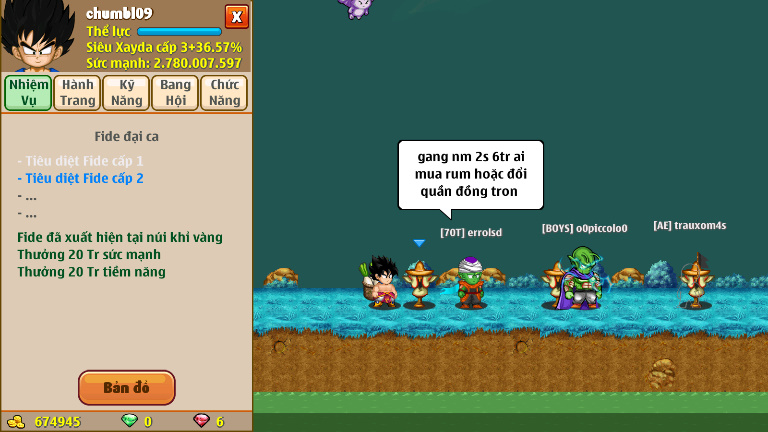 chumbl09
X
Thể lực
Siêu Xayda cấp 3+36.57%
Sức mạnh: 2.780.007.597
Nhiệm Vụ
Hành Trang
Kỹ Năng
Bang Hội
Chức Năng
Fide đại ca
- Tiêu diệt Fide cấp 1
- Tiêu diệt Fide cấp 2
- ...
- ...
Fide đã xuất hiện tại núi khỉ vàng
Thưởng 20 Tr sức mạnh
Thưởng 20 Tr tiềm năng
Bản đồ
674945
0
6
gang nm 2s 6tr ai
mua rum hoặc đổi
quần đồng tron
[70T] errolsd
[BOYS] o0piccolo0
[AE] trauxom4s